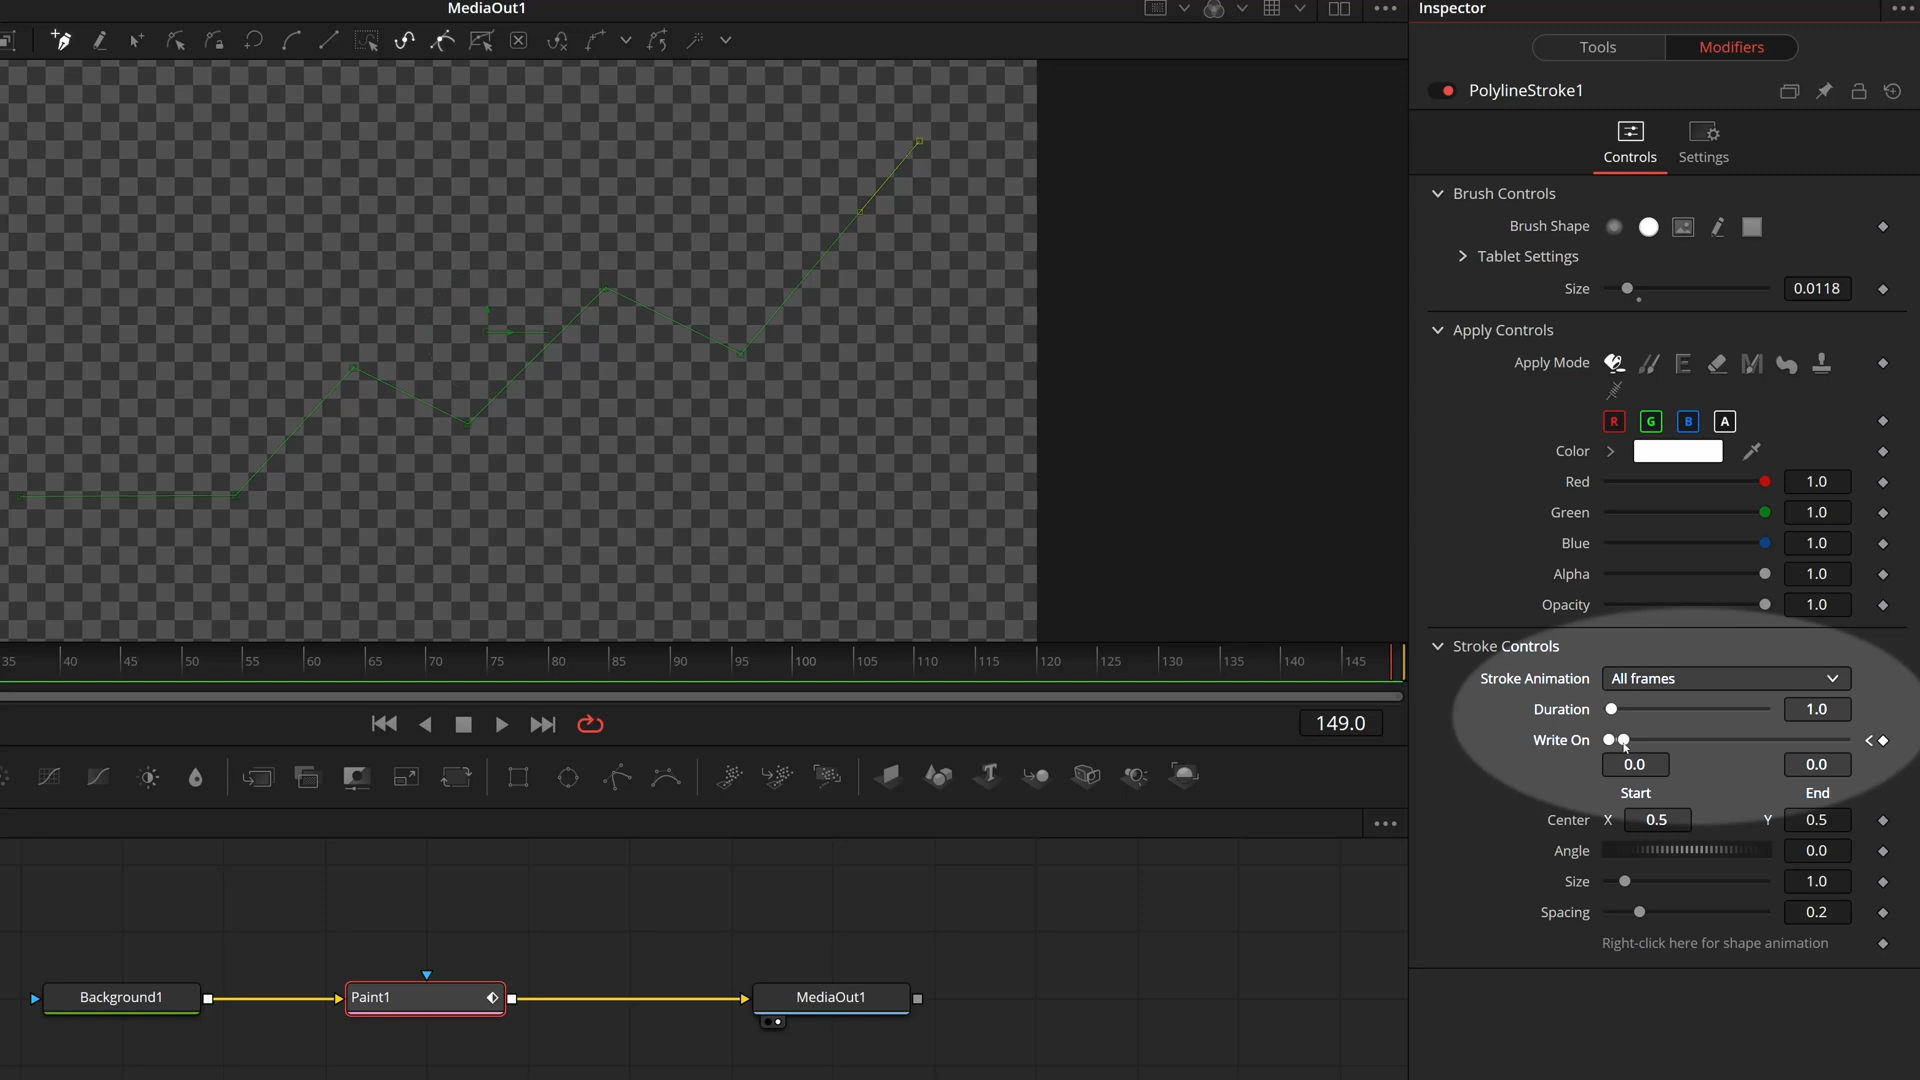 MediaOut1
Inspector
Tools
Modifiers
PolylineStroke1
Controls
Settings
Brush Controls
Brush Shape
Tablet Settings
Size 0.0118
Apply Controls
Apply Mode
E
M
R G B A
Color
Red 1.0
Green 1.0
Blue 1.0
Alpha 1.0
Opacity 1.0
Stroke Controls
Stroke Animation All frames
Duration 1.0
Write On
0.0 0.0
Start End
Center X 0.5 Y 0.5
Angle 0.0
Size 1.0
Spacing 0.2
Right-click here for shape animation
35 40 45 50 55 60 65 70 75 80 85 90 95 100 105 110 115 120 125 130 135 140 145
149.0
T
Background1
Paint1
MediaOut1